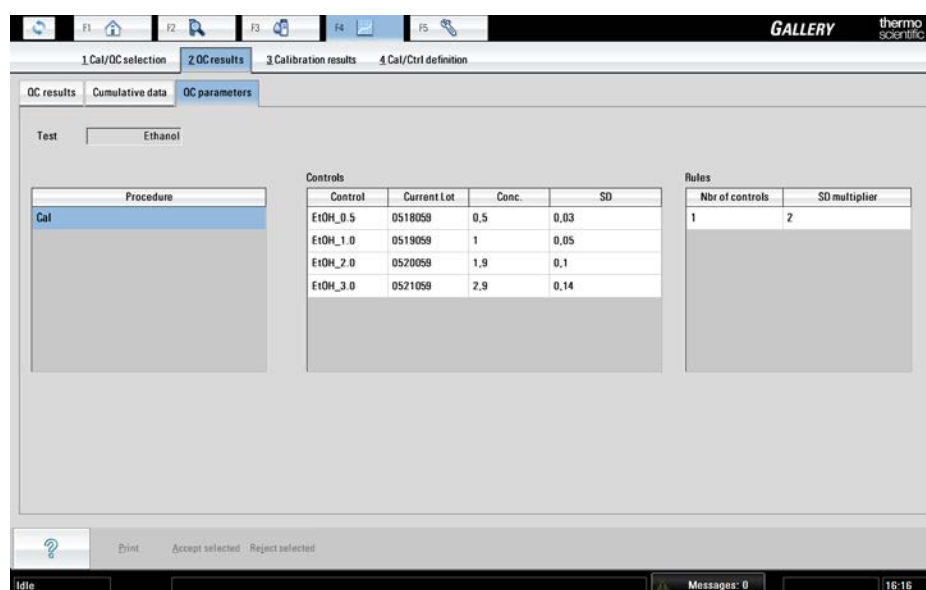 F1 F2 F3 F4 F5 GALLERY thermo scientific
1 Cal/QC selection 2 QC results 3 Calibration results 4 Cal/Ctrl definition
QC results Cumulative data QC parameters
Test Ethanol
Controls Rules
Procedure Control Current Lot Conc. SD Nbr of controls SD multiplier
Cal EtOH_0.5 0518059 0,5 0,03 1 2
EtOH_1.0 0519059 1 0,05
EtOH_2.0 0520059 1,9 0,1
EtOH_3.0 0521059 2,9 0,14
? Print Accept selected Reject selected
Idle Messages: 0 16:16